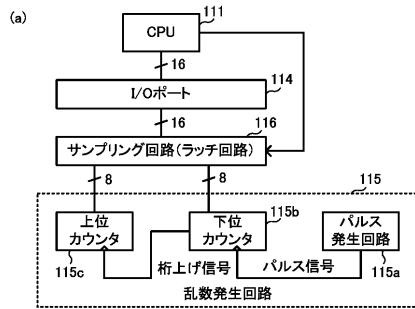 (a)
111
CPU
16
114
I/Oポート
16
116
サンプリング回路(ラッチ回路)
8
8
115
上位
カウンタ
下位
カウンタ
115b
パルス
発生回路
115c
桁上げ信号
パルス信号
115a
乱数発生回路